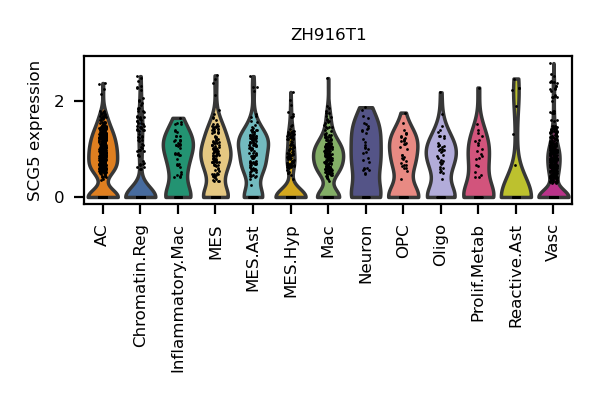 ZH916T1
SCG5 expression
2
0
AC
Chromatin.Reg
Inflammatory.Mac
MES
MES.Ast
MES.Hyp
Mac
Neuron
OPC
Oligo
Prolif.Metab
Reactive.Ast
Vasc